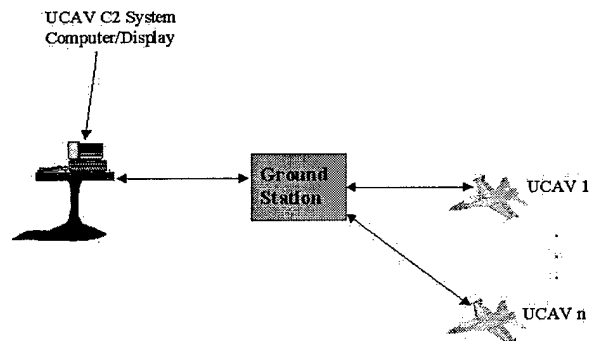 UCAV C2 System
Computer/Display
Ground
Station
UCAV 1
UCAV n